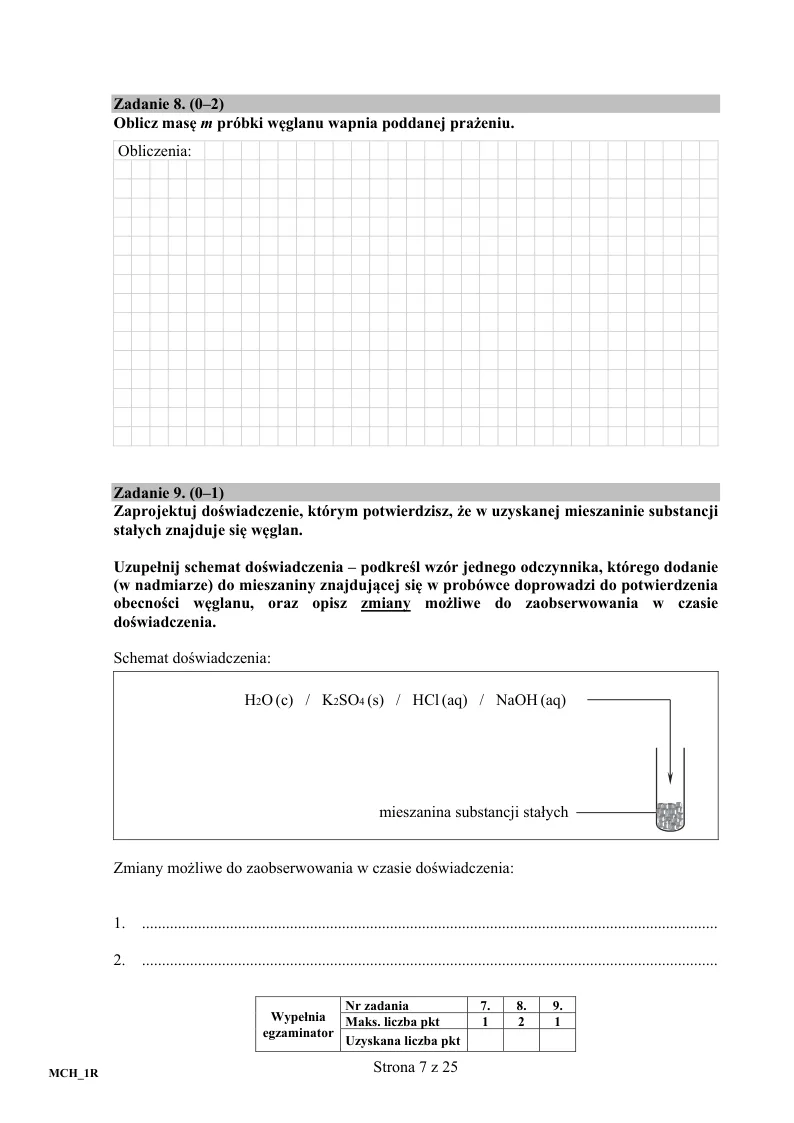 Zadanie 8. (0–2)
Oblicz masę m próbki węglanu wapnia poddanej prażeniu.
Obliczenia:
Zadanie 9. (0–1)
Zaprojektuj doświadczenie, którym potwierdzisz, że w uzyskanej mieszaninie substancji
stałych znajduje się węglan.
Uzupełnij schemat doświadczenia – podkreśl wzór jednego odczynnika, którego dodanie
(w nadmiarze) do mieszaniny znajdującej się w probówce doprowadzi do potwierdzenia
obecności węglanu, oraz opisz zmiany możliwe do zaobserwowania w czasie
doświadczenia.
Schemat doświadczenia:
H2O (c) / K2SO4 (s) / HCl (aq) / NaOH (aq)
mieszanina substancji stałych
Zmiany możliwe do zaobserwowania w czasie doświadczenia:
1. ................................................................................................................................................
2. ................................................................................................................................................
Wypełnia egzaminator
Nr zadania 7. 8. 9.
Maks. liczba pkt 1 2 1
Uzyskana liczba pkt
Strona 7 z 25
MCH_1R